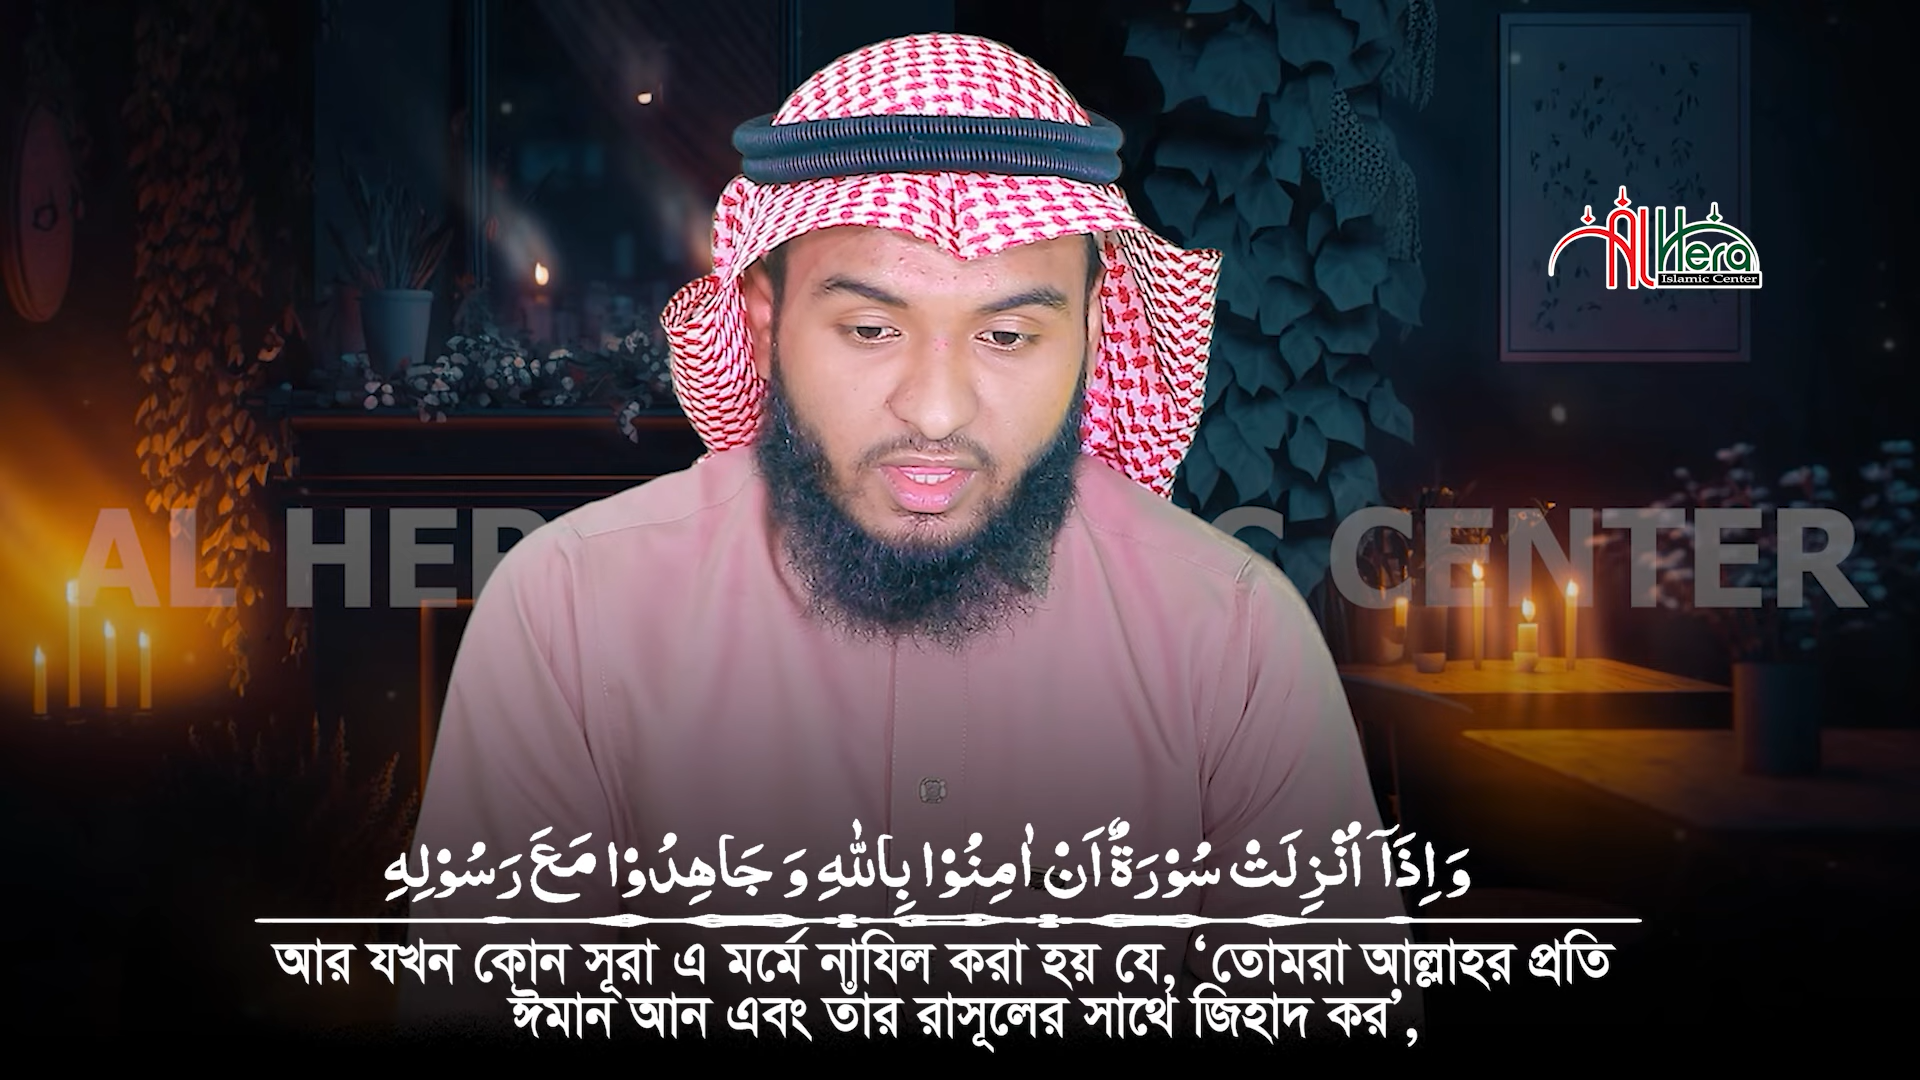 AL Hera
Islamic Center
AL HER C CENTER
وَ اِذَاۤ اُنْزِلَتْ سُوْرَةٌ اَنْ اٰمِنُوْا بِاللّٰهِ وَ جَاهِدُوْا مَعَ رَسُوْلِهِ
আর যখন কোন সূরা এ মর্মে নাযিল করা হয় যে, ‘তোমরা আল্লাহর প্রতি
ঈমান আন এবং তাঁর রাসূলের সাথে জিহাদ কর’,